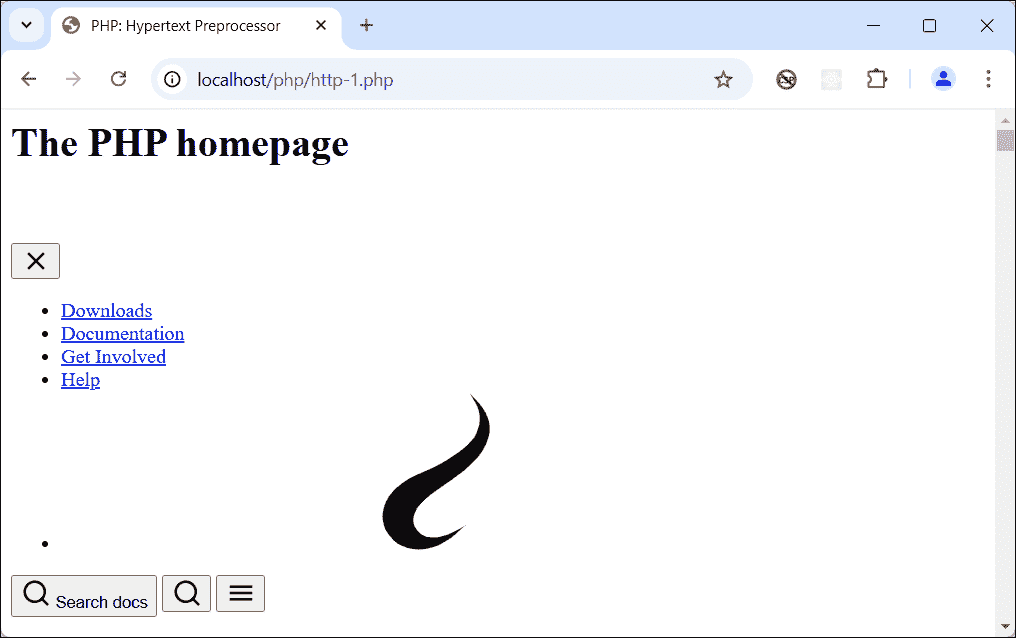 PHP: Hypertext Preprocessor
localhost/php/http-1.php
The PHP homepage
Downloads
Documentation
Get Involved
Help
Search docs